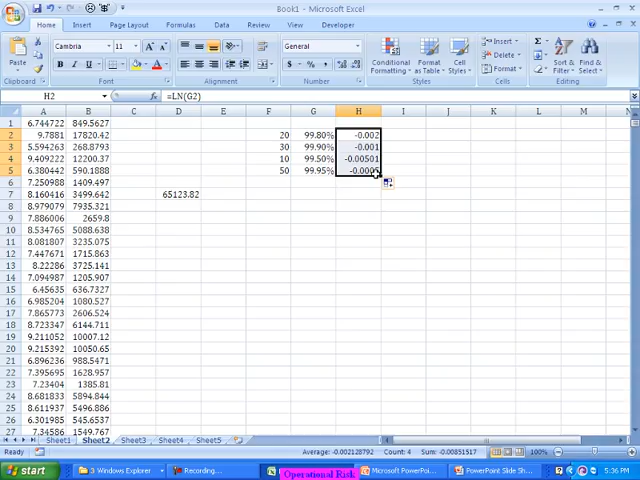 Book1 - Microsoft Excel
Home Insert Page Layout Formulas Data Review View Developer
Paste
Clipboard
Cambria 11
B I U
Font
Alignment
General
$ % ,
Number
Conditional Formatting Format as Table Cell Styles
Styles
Insert
Delete
Format
Cells
Sort & Filter Find & Select
Editing
H2 =LN(G2)
A B C D E F G H I J K L M
1 6.744722 849.5627
2 9.7881 17820.42 20 99.80% -0.002
3 5.594263 268.8793 30 99.90% -0.001
4 9.409222 12200.37 10 99.50% -0.00501
5 6.380442 590.1888 50 99.95% -0.0005
6 7.250988 1409.497
7 8.160416 3499.642 65123.82
8 8.979079 7935.321
9 7.886006 2659.8
10 8.534765 5088.638
11 8.081807 3235.075
12 7.447671 1715.863
13 8.22286 3725.141
14 7.094987 1205.907
15 6.45635 636.7327
16 6.985204 1080.527
17 7.865773 2606.524
18 8.723347 6144.711
19 9.211052 10007.12
20 9.215392 10050.65
21 6.896236 988.5471
22 7.395695 1628.957
23 7.23404 1385.81
24 8.681833 5894.844
25 8.611937 5496.886
26 6.301985 545.6537
27 7.34586 1549.767
Sheet1 Sheet2 Sheet3 Sheet4 Sheet5
Ready Average: -0.002128792 Count: 4 Sum: -0.00851517 100%
start 3 Windows Explorer Recording... Operational Risk Microsoft PowerPoi... PowerPoint Slide Sh... 5:36 PM